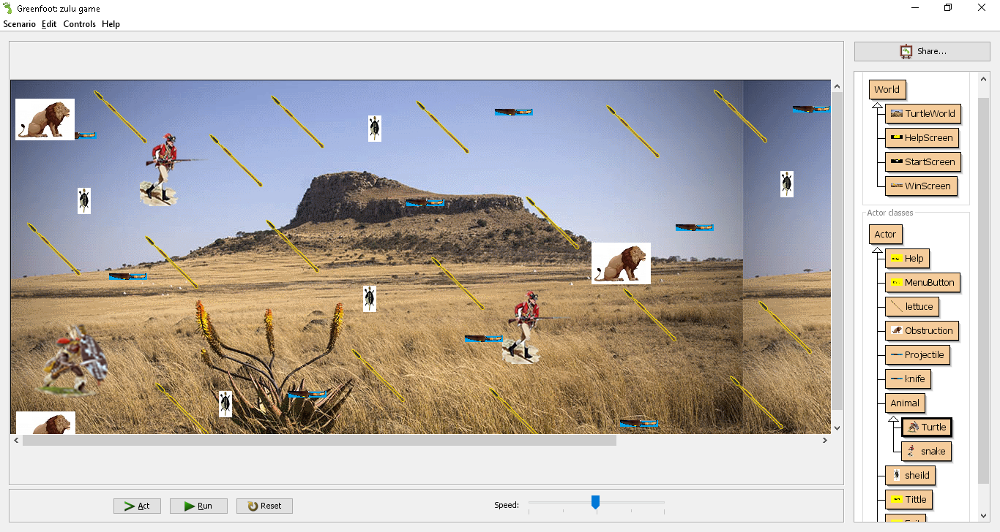 Greenfoot: zulu game
Scenario Edit Controls Help
Share...
World
TurtleWorld
HelpScreen
StartScreen
WinScreen
Actor classes
Actor
Help
MenuButton
lettuce
Obstruction
Projectile
knife
Animal
Turtle
snake
sheild
Tittle
Act
Run
Reset
Speed: